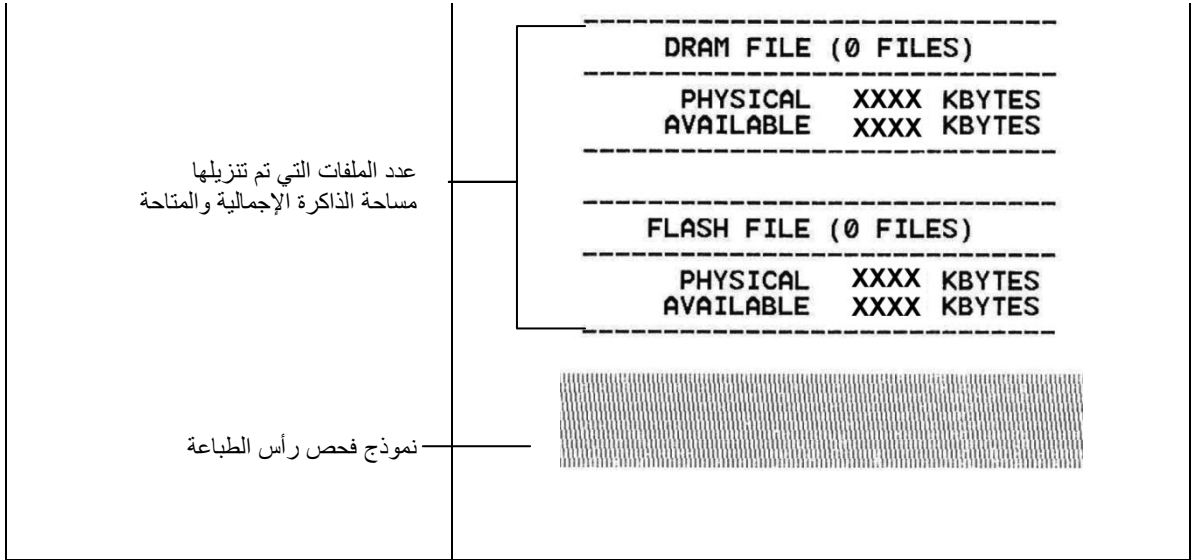 DRAM FILE (0 FILES)
PHYSICAL XXXX KBYTES
AVAILABLE XXXX KBYTES
عدد الملفات التي تم تنزيلها
مساحة الذاكرة الإجمالية والمتاحة
FLASH FILE (0 FILES)
PHYSICAL XXXX KBYTES
AVAILABLE XXXX KBYTES
نموذج فحص رأس الطباعة